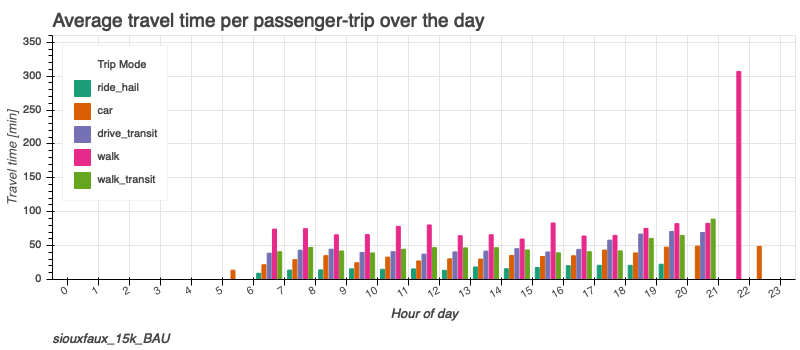 Average travel time per passenger-trip over the day
350
300
250
200
150
100
50
0
Travel time [min]
Trip Mode
ride_hail
car
drive_transit
walk
walk_transit
0 1 2 3 4 5 6 7 8 9 10 11 12 13 14 15 16 17 18 19 20 21 22 23
Hour of day
siouxfaux_15k_BAU